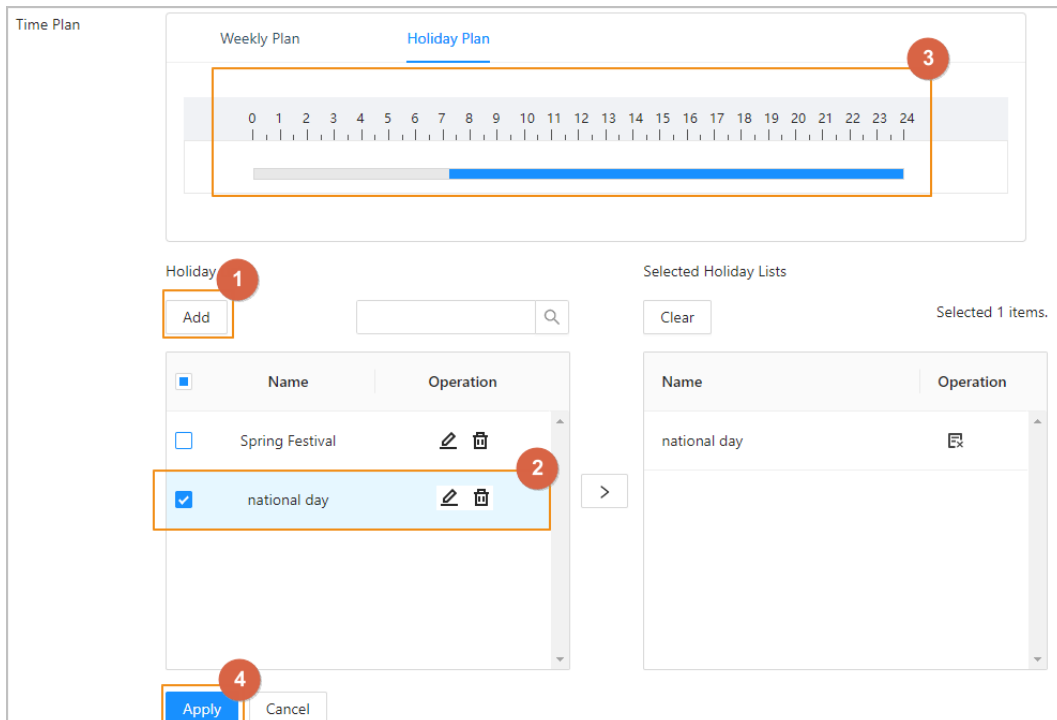 Time Plan
Weekly Plan Holiday Plan
3
0 1 2 3 4 5 6 7 8 9 10 11 12 13 14 15 16 17 18 19 20 21 22 23 24
Holiday Selected Holiday Lists
1
Add Clear Selected 1 items.
Name Operation Name Operation
Spring Festival national day
2
national day
>
4
Apply Cancel